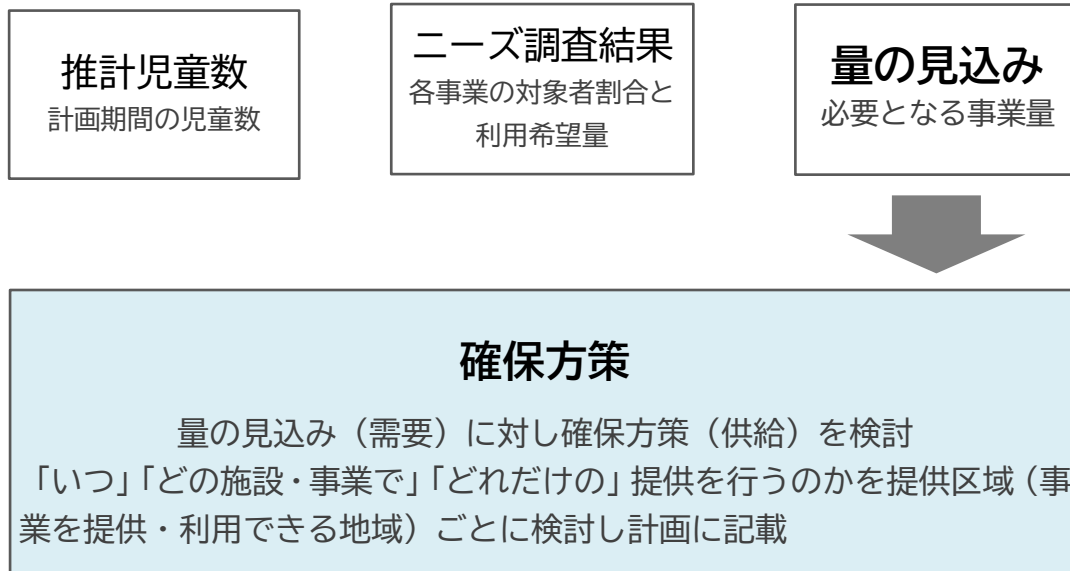 推計児童数
計画期間の児童数
ニーズ調査結果
各事業の対象者割合と
利用希望量
量の見込み
必要となる事業量
確保方策
量の見込み（需要）に対し確保方策（供給）を検討
「いつ」「どの施設・事業で」「どれだけの」提供を行うのかを提供区域（事
業を提供・利用できる地域）ごとに検討し計画に記載